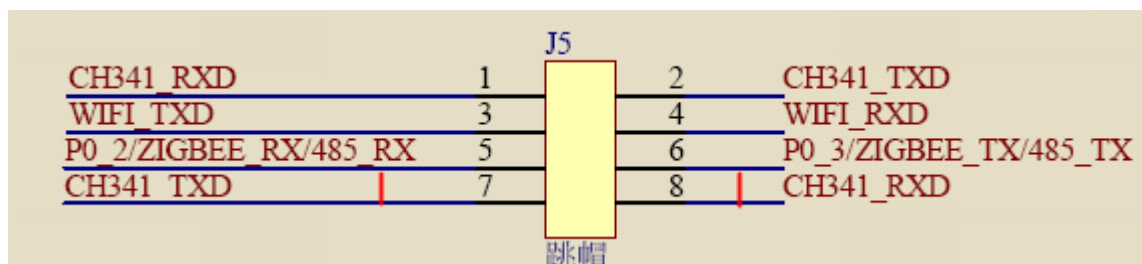 J5
CH341_RXD 1 2 CH341_TXD
WIFI_TXD 3 4 WIFI_RXD
P0_2/ZIGBEE_RX/485_RX 5 6 P0_3/ZIGBEE_TX/485_TX
CH341_TXD 7 8 CH341_RXD
跳帽